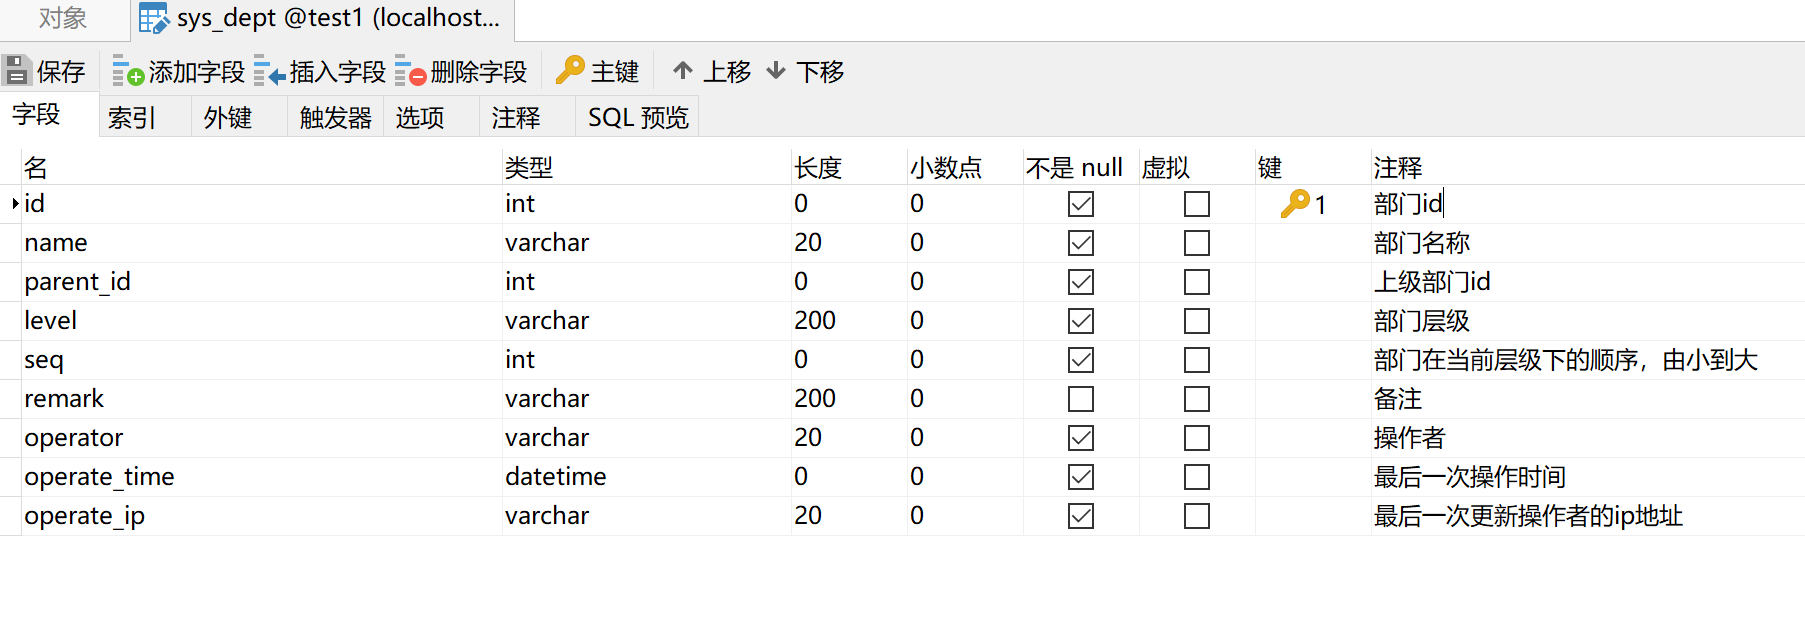 对象 sys_dept @test1 (localhost...
保存 添加字段 插入字段 删除字段 主键 上移 下移
字段 索引 外键 触发器 选项 注释 SQL 预览
名 类型 长度 小数点 不是 null 虚拟 键 注释
id int 0 0 1 部门id
name varchar 20 0 部门名称
parent_id int 0 0 上级部门id
level varchar 200 0 部门层级
seq int 0 0 部门在当前层级下的顺序，由小到大
remark varchar 200 0 备注
operator varchar 20 0 操作者
operate_time datetime 0 0 最后一次操作时间
operate_ip varchar 20 0 最后一次更新操作者的ip地址